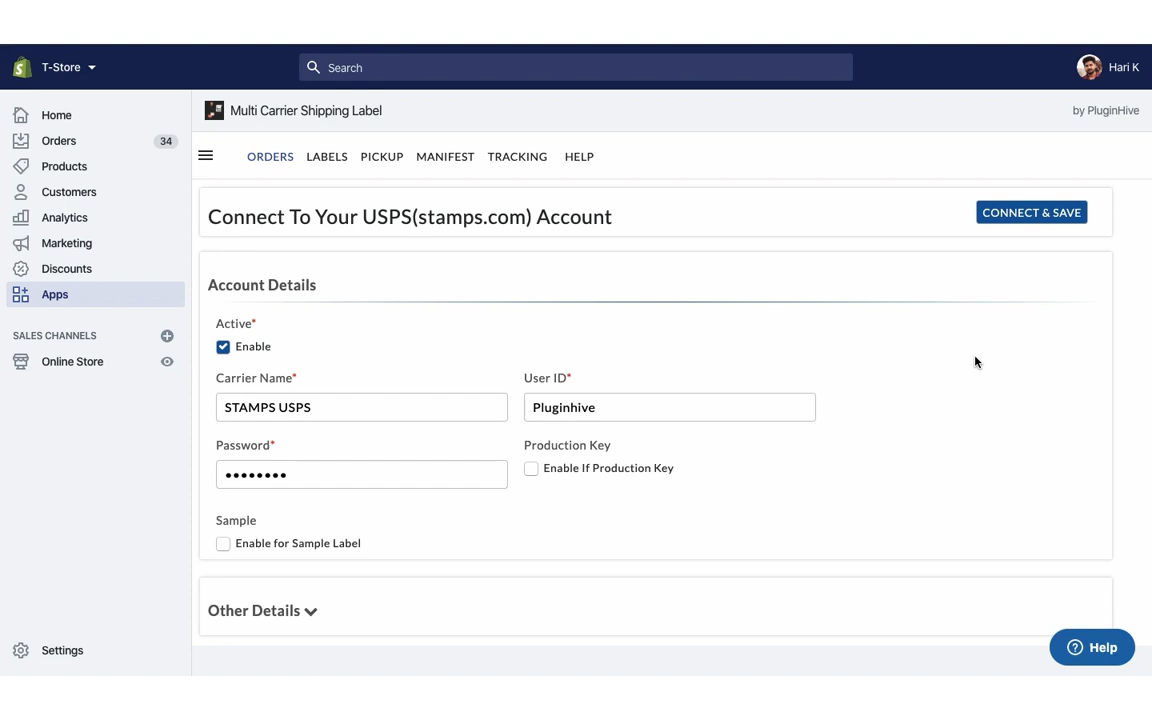 T-Store
Search
Hari K
Home
Orders 34
Products
Customers
Analytics
Marketing
Discounts
Apps
SALES CHANNELS
Online Store
Settings
Multi Carrier Shipping Label
by PluginHive
ORDERS LABELS PICKUP MANIFEST TRACKING HELP
Connect To Your USPS(stamps.com) Account
CONNECT & SAVE
Account Details
Active*
Enable
Carrier Name* User ID*
STAMPS USPS Pluginhive
Password* Production Key
•••••••• Enable If Production Key
Sample
Enable for Sample Label
Other Details
Help